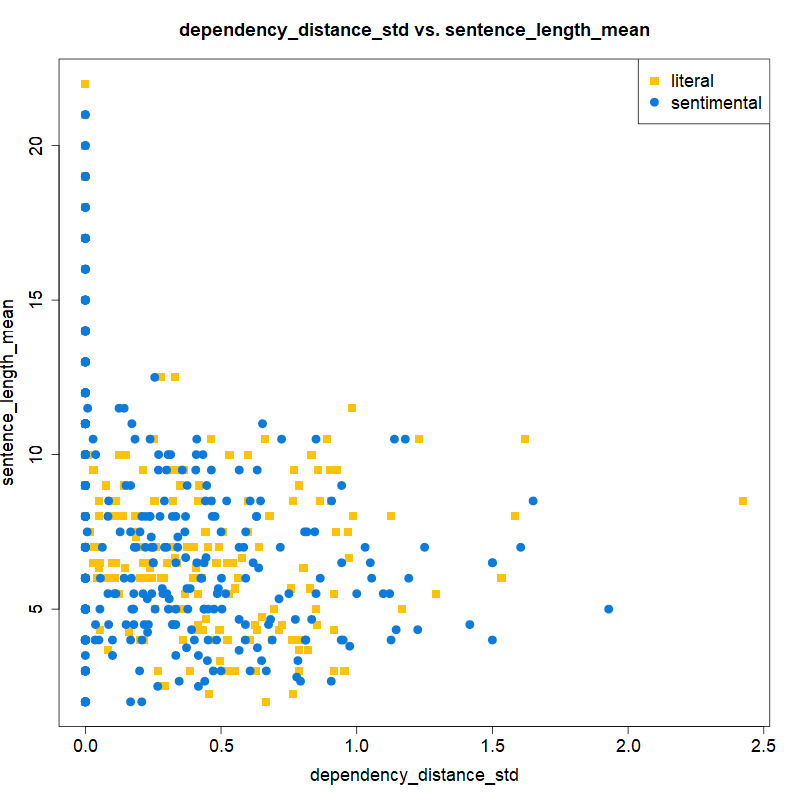 dependency_distance_std vs. sentence_length_mean
literal
sentimental
20
15
10
5
sentence_length_mean
0.0 0.5 1.0 1.5 2.0 2.5
dependency_distance_std